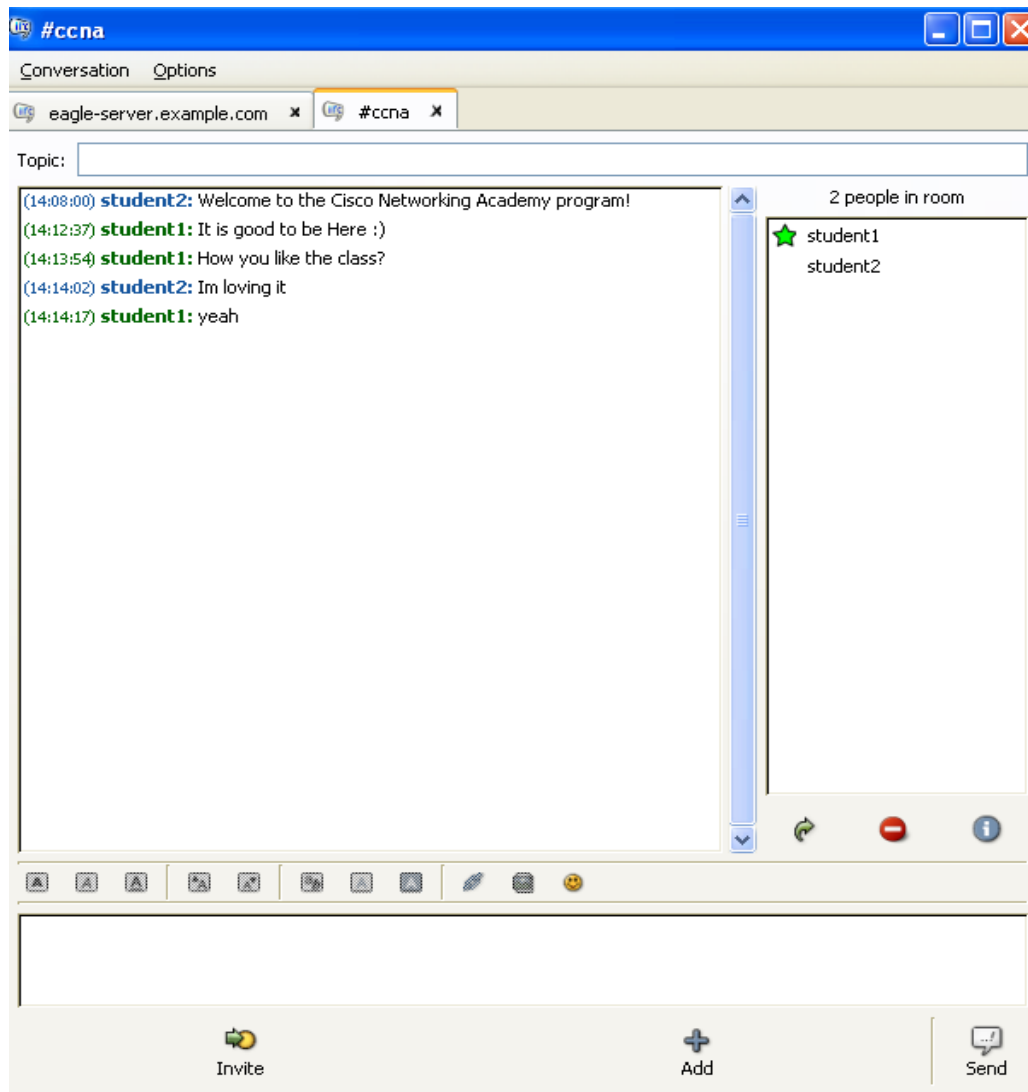 #ccna
Conversation Options
eagle-server.example.com #ccna
Topic:
(14:08:00) student2: Welcome to the Cisco Networking Academy program!
(14:12:37) student1: It is good to be Here :)
(14:13:54) student1: How you like the class?
(14:14:02) student2: Im loving it
(14:14:17) student1: yeah
2 people in room
student1
student2
Invite
Add
Send